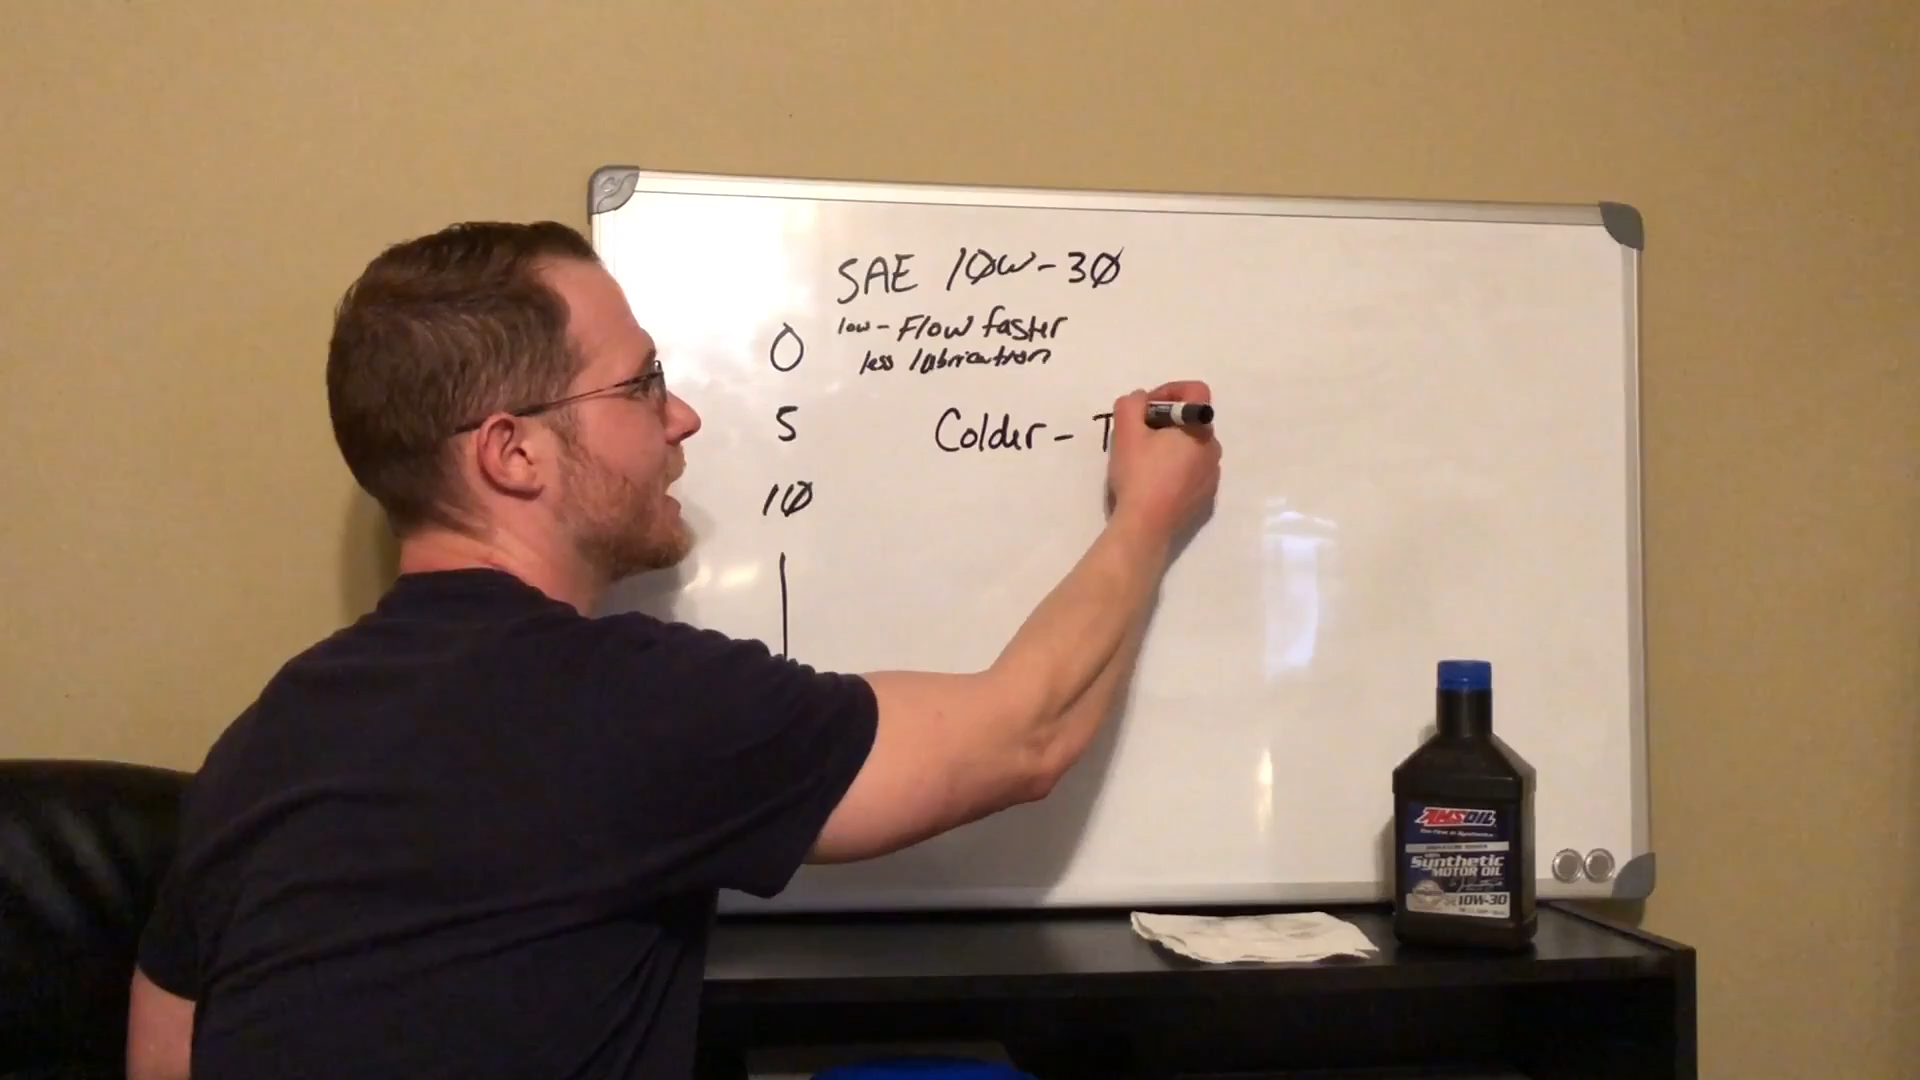 SAE 10W-30
low - Flow faster
less lubrication
0
5
10
Colder - T
AMSOIL
Synthetic
MOTOR OIL
10W-30